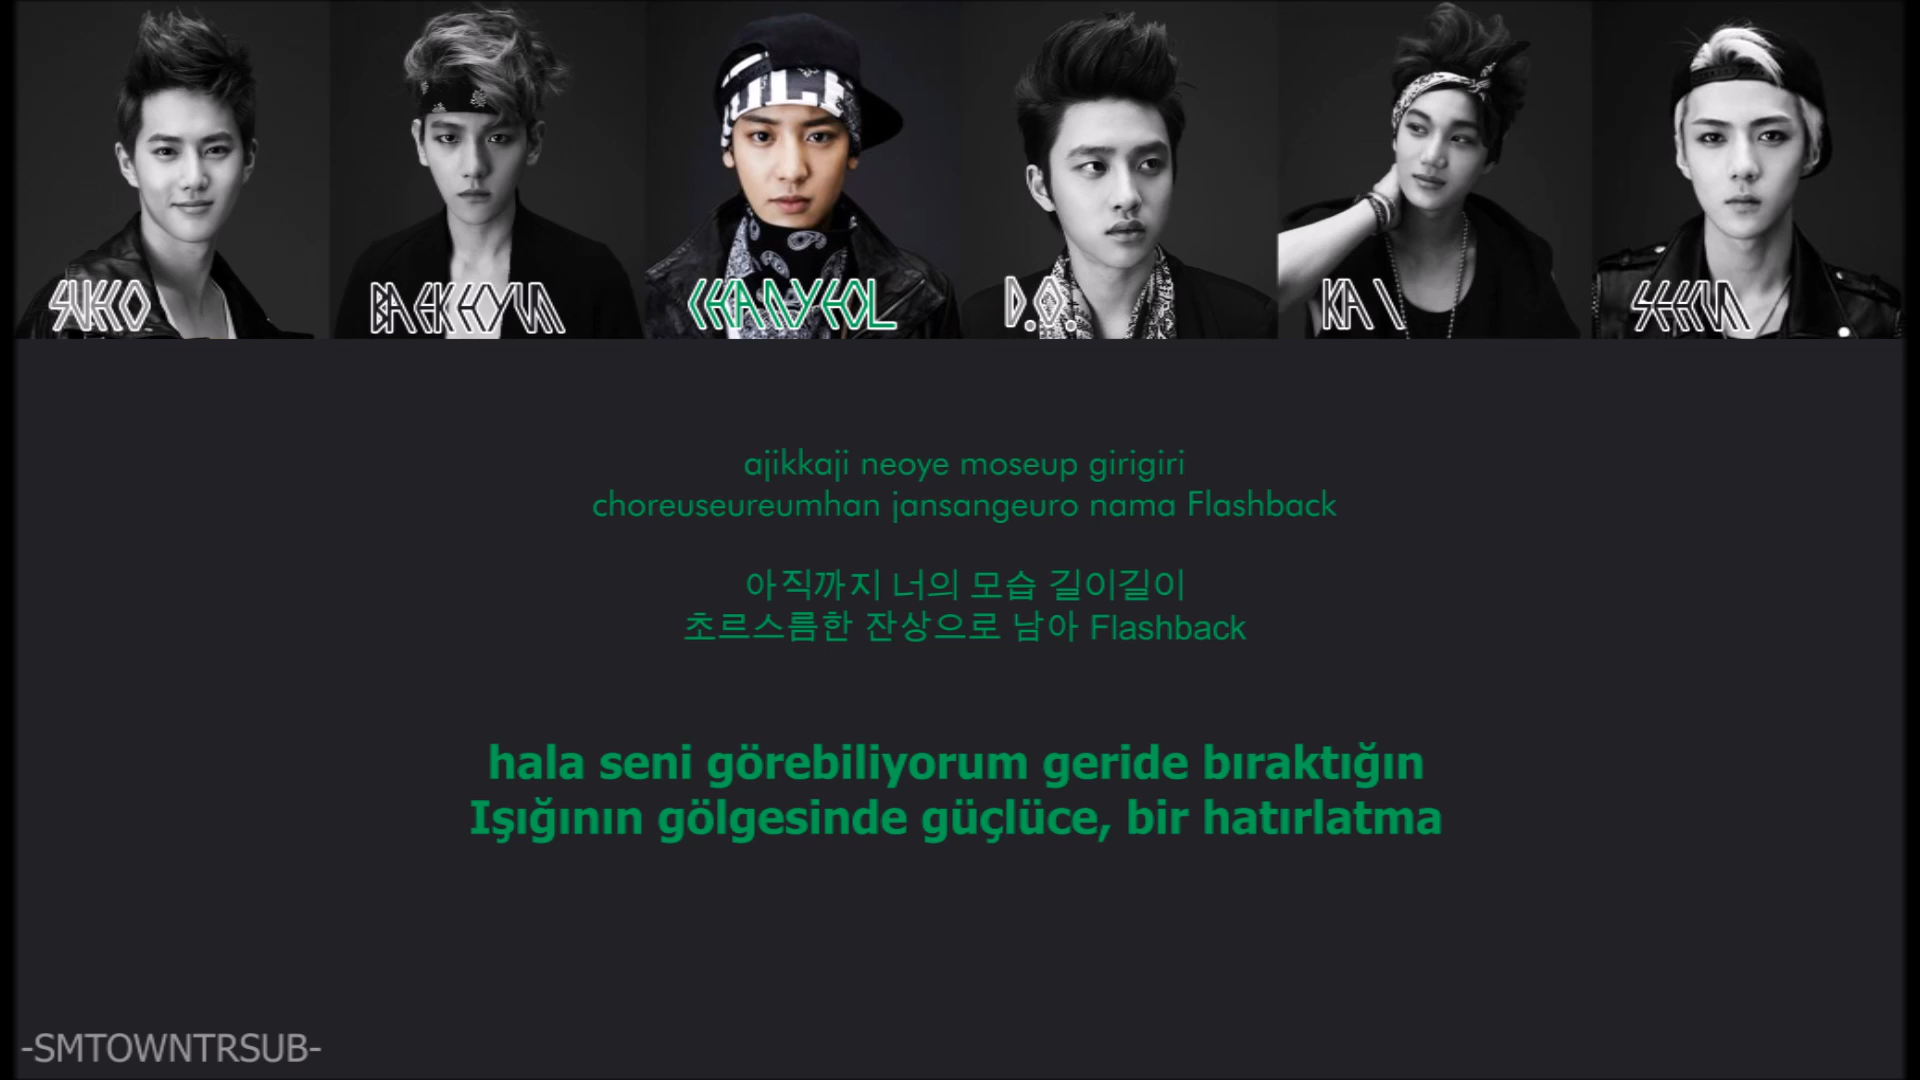 SUHO
BAEKHYUN
CHANYEOL
D.O.
KAI
SEHUN
ajikkaji neoye moseup girigiri
choreuseureumhan jansangeuro nama Flashback
아직까지 너의 모습 길이길이
초르스름한 잔상으로 남아 Flashback
hala seni görebiliyorum geride bıraktığın
Işığının gölgesinde güçlüce, bir hatırlatma
-SMTOWNTRSUB-